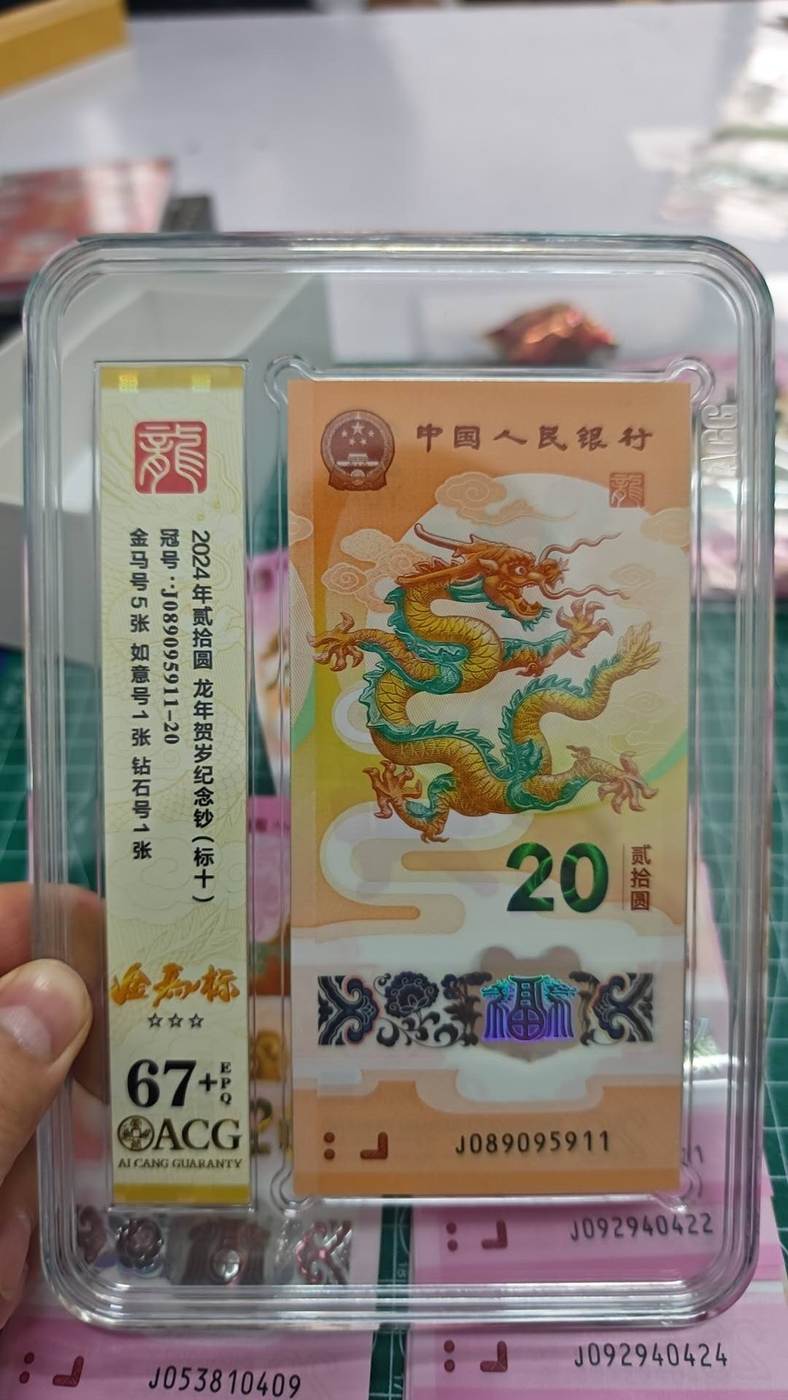 龍
2024年贰拾圆 龙年贺岁纪念钞(标十)
冠号:J089095911-20
金马号5张 如意号1张 钻石号1张
金马标
67+
EPQ
ACG
AI CANG GUARANTY
中国人民银行
龍
20
贰拾圆
福
J089095911
J092940422
J092940424
J053810409
ACG